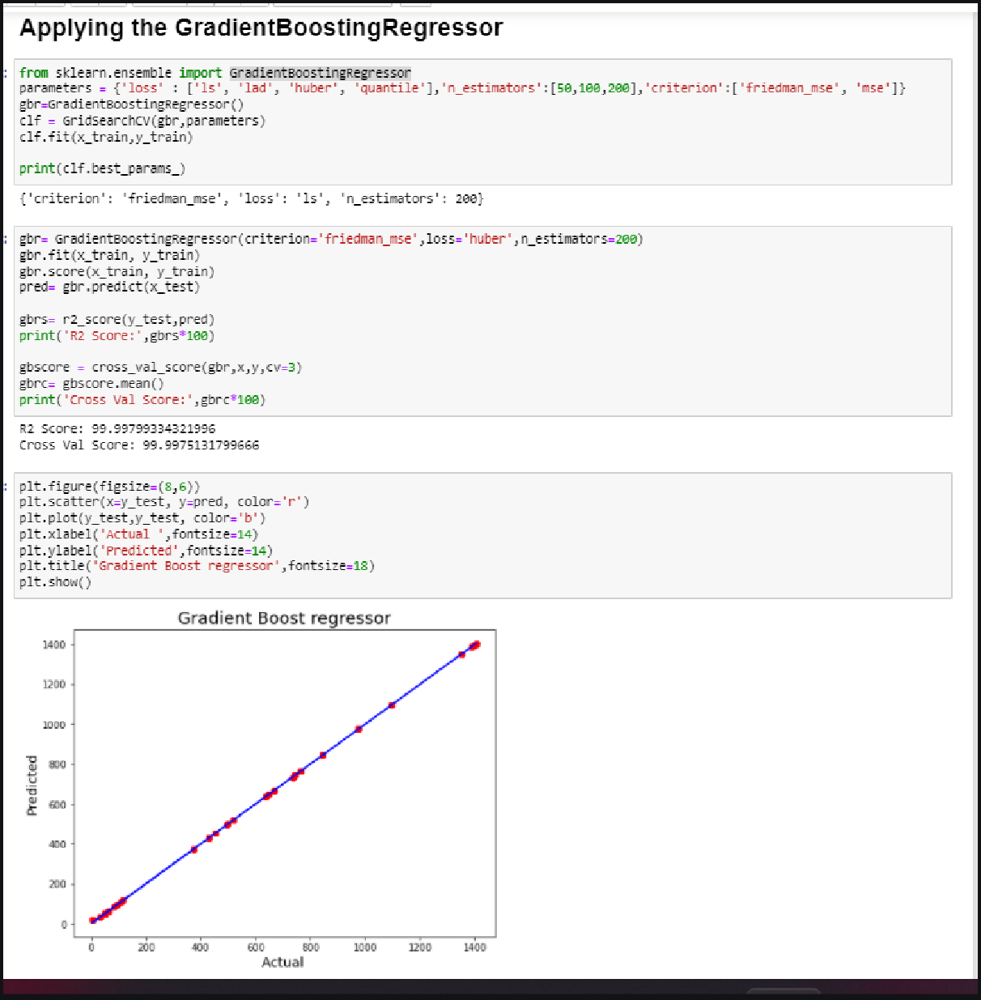 Applying the GradientBoostingRegressor
from sklearn.ensemble import GradientBoostingRegressor
parameters = {'loss' : ['ls', 'lad', 'huber', 'quantile'],'n_estimators':[50,100,200],'criterion':['friedman_mse', 'mse']}
gbr=GradientBoostingRegressor()
clf = GridSearchCV(gbr,parameters)
clf.fit(x_train,y_train)
print(clf.best_params_)
{'criterion': 'friedman_mse', 'loss': 'ls', 'n_estimators': 200}
gbr= GradientBoostingRegressor(criterion='friedman_mse',loss='huber',n_estimators=200)
gbr.fit(x_train, y_train)
gbr.score(x_train, y_train)
pred= gbr.predict(x_test)
gbrs= r2_score(y_test,pred)
print('R2 Score:',gbrs*100)
gbscore = cross_val_score(gbr,x,y,cv=3)
gbrc= gbscore.mean()
print('Cross Val Score:',gbrc*100)
R2 Score: 99.99799334321996
Cross Val Score: 99.9975131799666
plt.figure(figsize=(8,6))
plt.scatter(x=y_test, y=pred, color='r')
plt.plot(y_test,y_test, color='b')
plt.xlabel('Actual ',fontsize=14)
plt.ylabel('Predicted',fontsize=14)
plt.title('Gradient Boost regressor',fontsize=18)
plt.show()
Gradient Boost regressor
1400
1200
1000
800
600
400
200
0
Predicted
0 200 400 600 800 1000 1200 1400
Actual